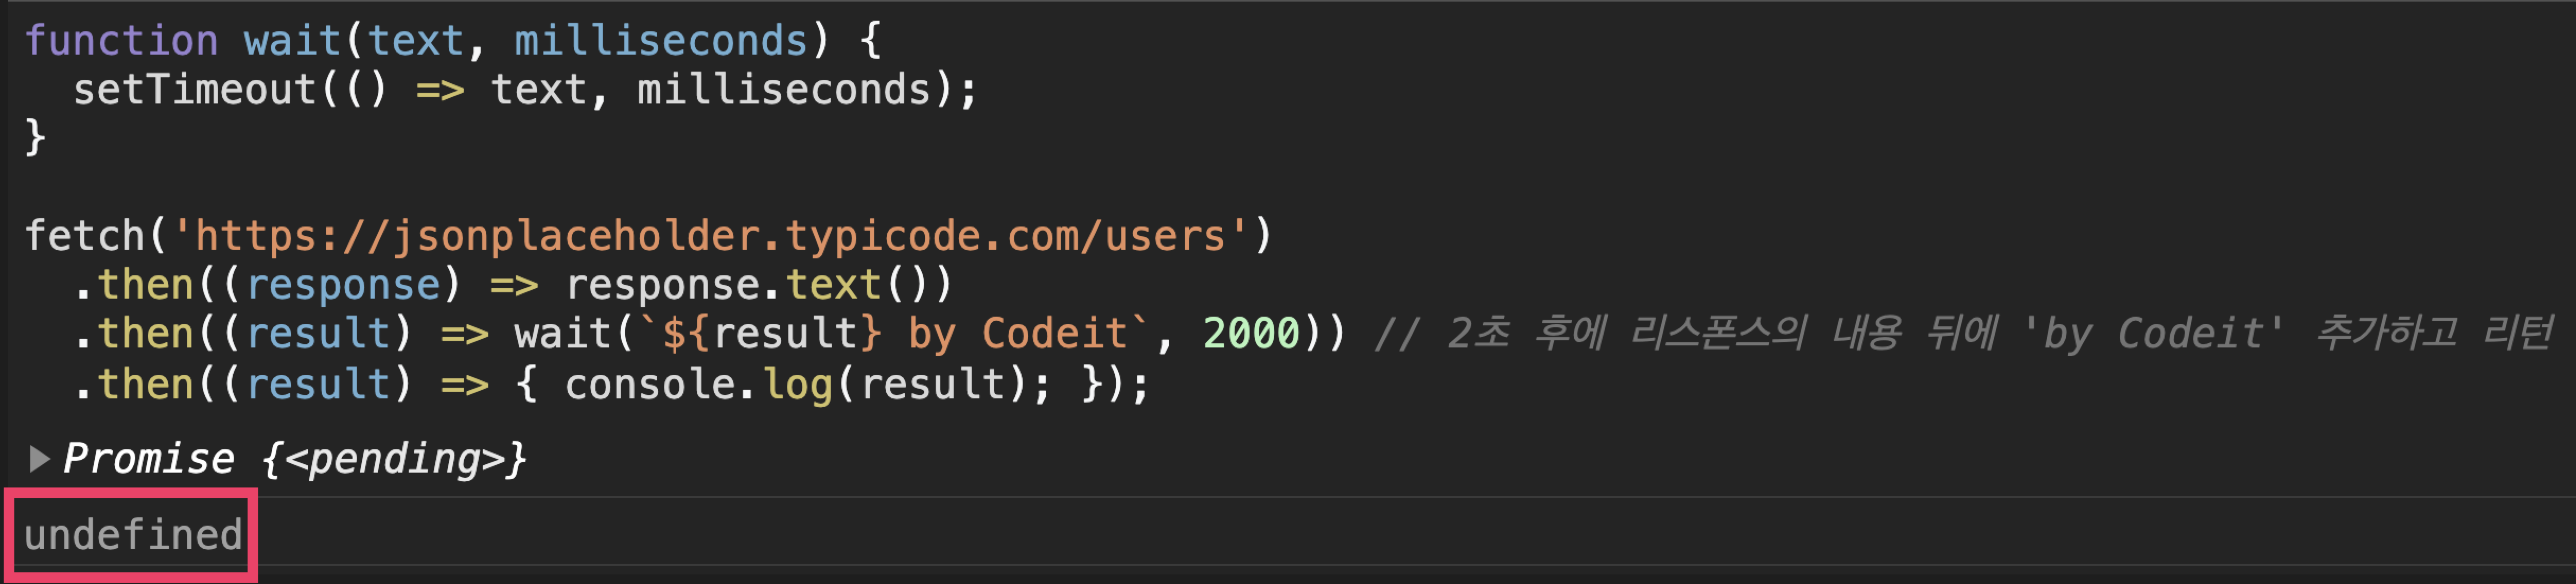 function wait(text, milliseconds) {
  setTimeout(() => text, milliseconds);
}
fetch('https://jsonplaceholder.typicode.com/users')
  .then((response) => response.text())
  .then((result) => wait(`${result} by Codeit`, 2000)) // 2초 후에 리스폰스의 내용 뒤에 'by Codeit' 추가하고 리턴
  .then((result) => { console.log(result); });
Promise {<pending>}
undefined